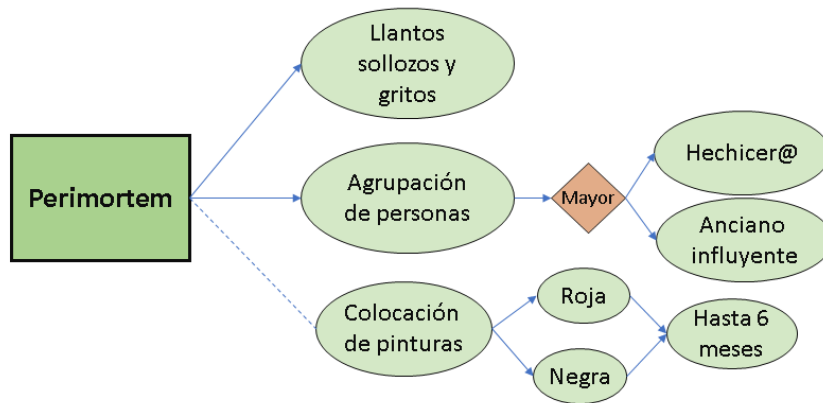 Llantos
sollozos y
gritos
Perimortem
Agrupación
de personas
Mayor
Hechicer@
Anciano
influyente
Colocación
de pinturas
Roja
Negra
Hasta 6
meses